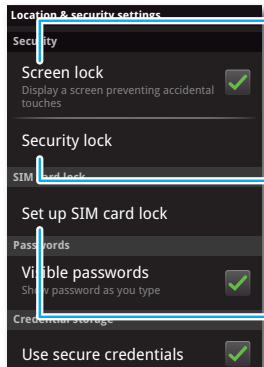 Location & security settings
Security
Screen lock
Display a screen preventing accidental
touches
Security lock
SIM card lock
Set up SIM card lock
Passwords
Visible passwords
Show password as you type
Credential storage
Use secure credentials